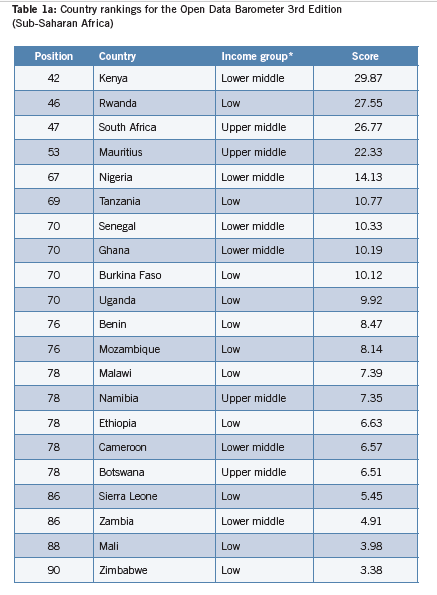 Table 1a: Country rankings for the Open Data Barometer 3rd Edition
(Sub-Saharan Africa)
Position Country Income group* Score
42 Kenya Lower middle 29.87
46 Rwanda Low 27.55
47 South Africa Upper middle 26.77
53 Mauritius Upper middle 22.33
67 Nigeria Lower middle 14.13
69 Tanzania Low 10.77
70 Senegal Lower middle 10.33
70 Ghana Lower middle 10.19
70 Burkina Faso Low 10.12
70 Uganda Low 9.92
76 Benin Low 8.47
76 Mozambique Low 8.14
78 Malawi Low 7.39
78 Namibia Upper middle 7.35
78 Ethiopia Low 6.63
78 Cameroon Lower middle 6.57
78 Botswana Upper middle 6.51
86 Sierra Leone Low 5.45
86 Zambia Lower middle 4.91
88 Mali Low 3.98
90 Zimbabwe Low 3.38